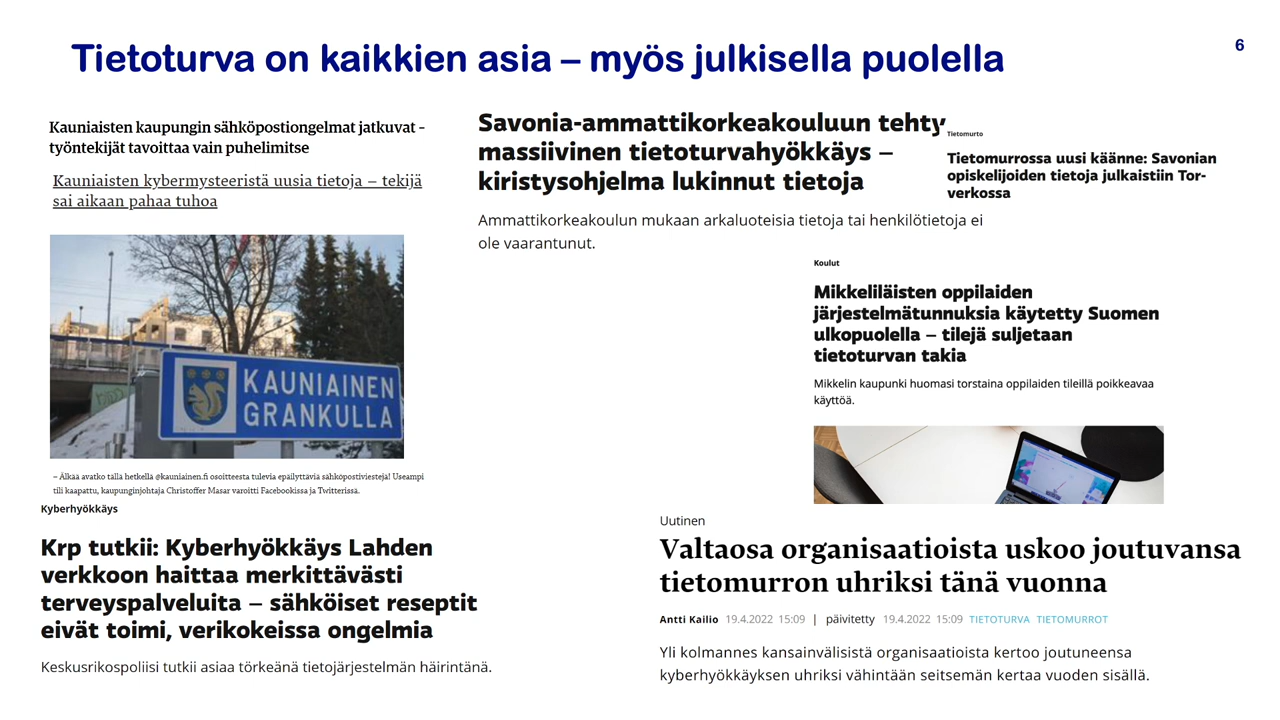 Tietoturva on kaikkien asia – myös julkisella puolella
6
Kauniaisten kaupungin sähköpostiongelmat jatkuvat –
työntekijät tavoittaa vain puhelimitse
Kauniaisten kybermysteeristä uusia tietoja – tekijä
sai aikaan pahaa tuhoa
KAUNIAINEN
GRANKULLA
– Älkää avatko tällä hetkellä @kauniainen.fi osoitteesta tulevia epäilyttäviä sähköpostiviestejä! Useampi
tili kaapattu, kaupunginjohtaja Christoffer Masar varoitti Facebookissa ja Twitterissa.
Savonia-ammattikorkeakouluun tehty
massiivinen tietoturvahyökkäys –
kiristysohjelma lukinnut tietoja
Ammattikorkeakoulun mukaan arkaluoteisia tietoja tai henkilötietoja ei
ole vaarantunut.
Tietomurto
Tietomurrossa uusi käänne: Savonian
opiskelijoiden tietoja julkaistiin Tor-
verkossa
Koulut
Mikkeliläisten oppilaiden
järjestelmätunnuksia käytetty Suomen
ulkopuolella – tilejä suljetaan
tietoturvan takia
Mikkelin kaupunki huomasi torstaina oppilaiden tileillä poikkeavaa
käyttöä.
Kyberhyökkäys
Krp tutkii: Kyberhyökkäys Lahden
verkkoon haittaa merkittävästi
terveyspalveluita – sähköiset reseptit
eivät toimi, verikokeissa ongelmia
Keskusrikospoliisi tutkii asiaa törkeänä tietojärjestelmän häirintänä.
Uutinen
Valtaosa organisaatioista uskoo joutuvansa
tietomurron uhriksi tänä vuonna
Antti Kailio 19.4.2022 15:09 | päivitetty 19.4.2022 15:09 TIETOTURVA TIETOMURROT
Yli kolmannes kansainvälisistä organisaatioista kertoo joutuneensa
kyberhyökkäyksen uhriksi vähintään seitsemän kertaa vuoden sisällä.